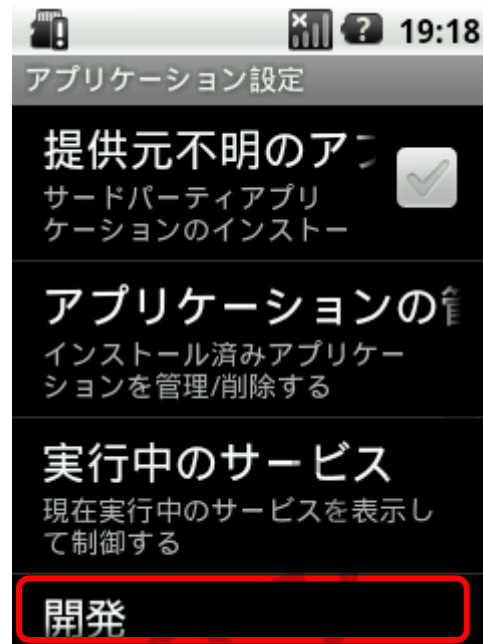 19:18
アプリケーション設定
提供元不明のア
サードパーティアプリ
ケーションのインストー
アプリケーションの
インストール済みアプリケー
ションを管理/削除する
実行中のサービス
現在実行中のサービスを表示し
て制御する
開発